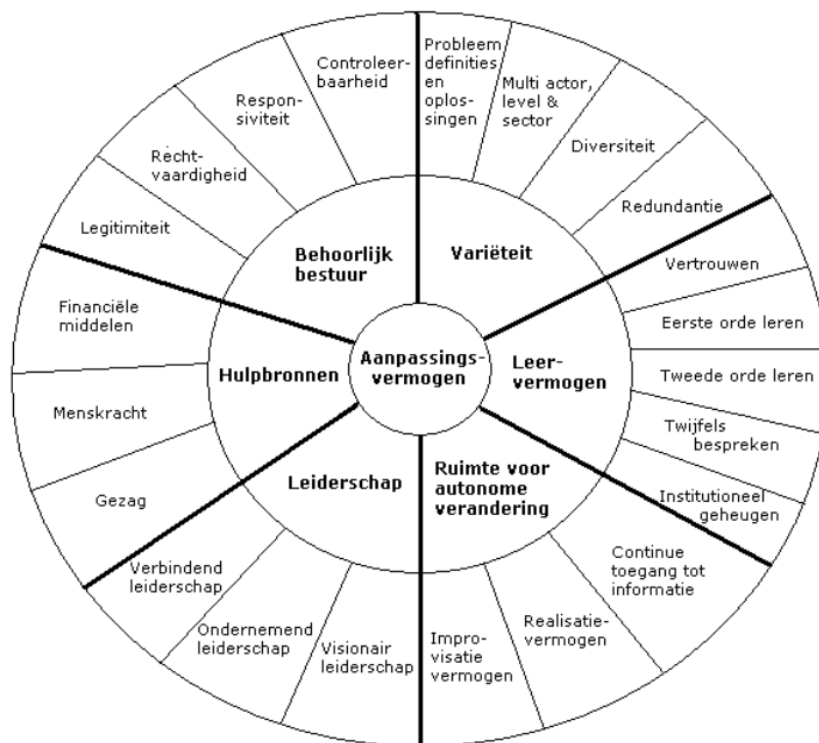 Aanpassings-
vermogen
Variëteit
Probleem
definities
en
oplos-
singen
Multi actor,
level &
sector
Diversiteit
Redundantie
Leer-
vermogen
Vertrouwen
Eerste orde leren
Tweede orde leren
Twijfels
bespreken
Institutioneel
geheugen
Ruimte voor
autonome
verandering
Continue
toegang tot
informatie
Realisatie-
vermogen
Impro-
visatie
vermogen
Leiderschap
Visionair
leiderschap
Ondernemend
leiderschap
Verbindend
leiderschap
Hulpbronnen
Gezag
Menskracht
Financiële
middelen
Behoorlijk
bestuur
Legitimiteit
Recht-
vaardigheid
Respon-
siviteit
Controleer-
baarheid